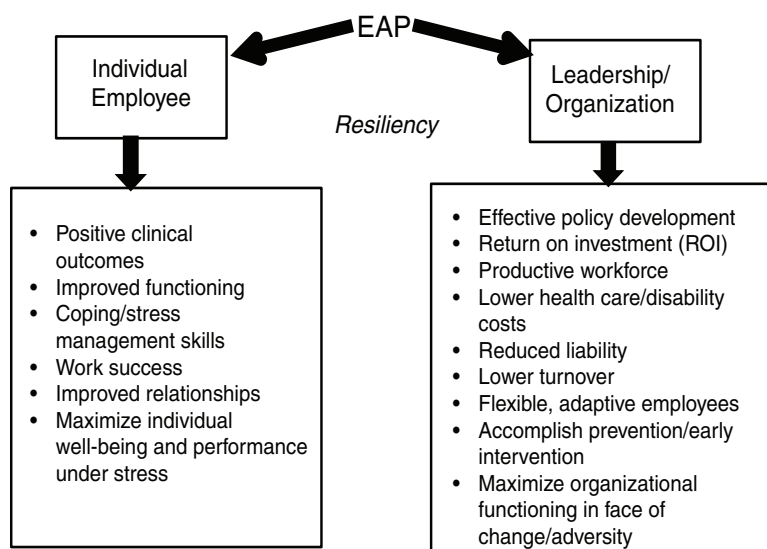 EAP
Individual
Employee
Leadership/
Organization
Resiliency
• Positive clinical
outcomes
• Improved functioning
• Coping/stress
management skills
• Work success
• Improved relationships
• Maximize individual
well-being and performance
under stress
• Effective policy development
• Return on investment (ROI)
• Productive workforce
• Lower health care/disability
costs
• Reduced liability
• Lower turnover
• Flexible, adaptive employees
• Accomplish prevention/early
intervention
• Maximize organizational
functioning in face of
change/adversity